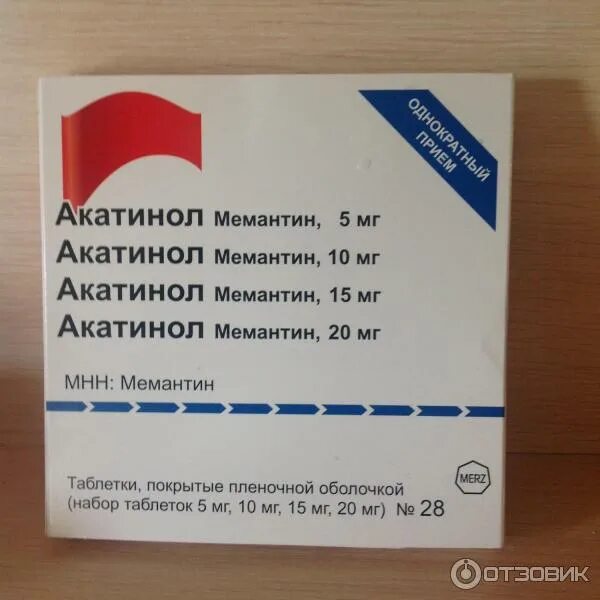 ОДНОКРАТНЫЙ
ПРИЕМ
Акатинол Мемантин, 5 мг
Акатинол Мемантин, 10 мг
Акатинол Мемантин, 15 мг
Акатинол Мемантин, 20 мг
МНН: Мемантин
Таблетки, покрытые пленочной оболочкой
(набор таблеток 5 мг, 10 мг, 15 мг, 20 мг) № 28
MERZ
ОТЗОВИК